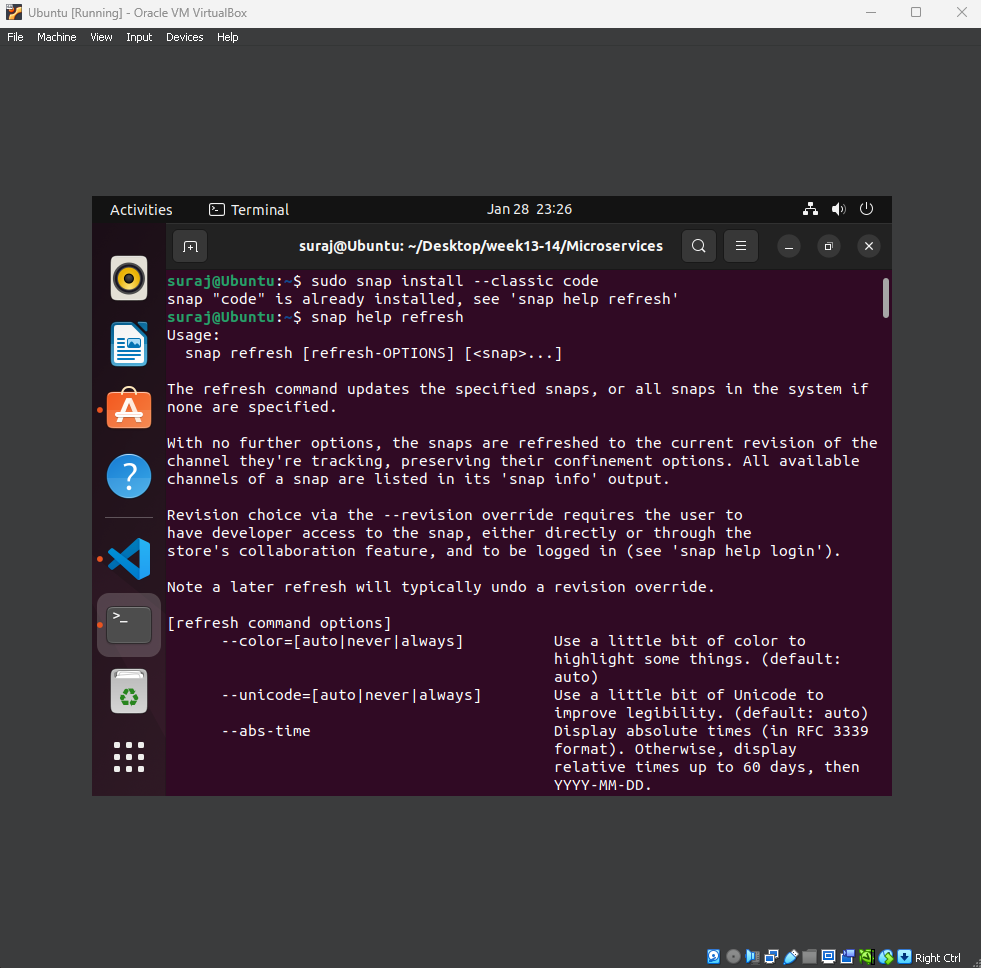 Ubuntu [Running] - Oracle VM VirtualBox
File Machine View Input Devices Help
Activities Terminal Jan 28 23:26
suraj@Ubuntu: ~/Desktop/week13-14/Microservices
suraj@Ubuntu:~$ sudo snap install --classic code
snap "code" is already installed, see 'snap help refresh'
suraj@Ubuntu:~$ snap help refresh
Usage:
snap refresh [refresh-OPTIONS] [<snap>...]
The refresh command updates the specified snaps, or all snaps in the system if
none are specified.
With no further options, the snaps are refreshed to the current revision of the
channel they're tracking, preserving their confinement options. All available
channels of a snap are listed in its 'snap info' output.
Revision choice via the --revision override requires the user to
have developer access to the snap, either directly or through the
store's collaboration feature, and to be logged in (see 'snap help login').
Note a later refresh will typically undo a revision override.
[refresh command options]
--color=[auto|never|always] Use a little bit of color to
highlight some things. (default:
auto)
--unicode=[auto|never|always] Use a little bit of Unicode to
improve legibility. (default: auto)
--abs-time Display absolute times (in RFC 3339
format). Otherwise, display
relative times up to 60 days, then
YYYY-MM-DD.
Right Ctrl